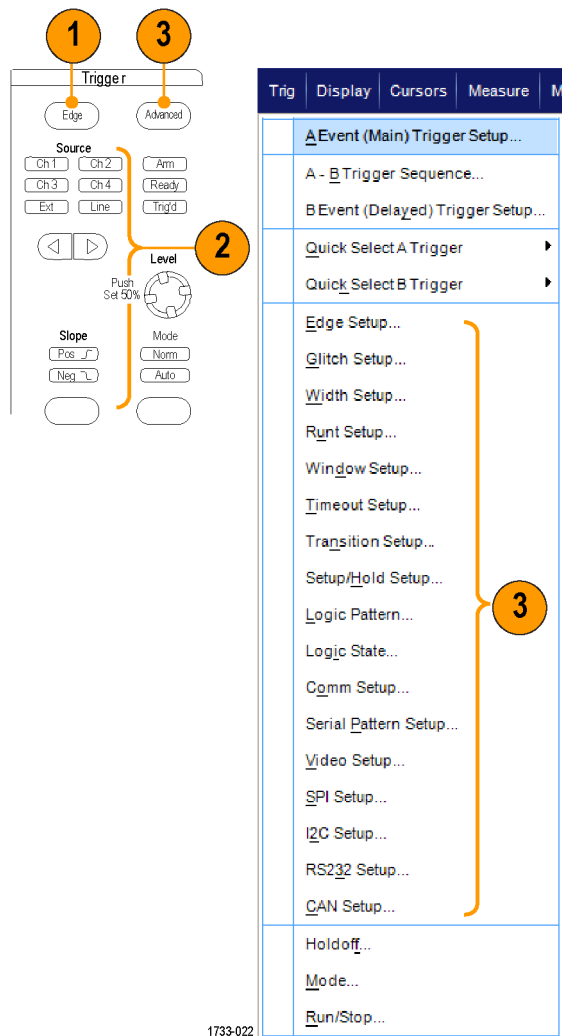 1
3
Trigger
Edge
Advanced
Source
Ch 1 Ch 2 Arm
Ch 3 Ch 4 Ready
Ext Line Trig'd
2
Level
Push
Set 50%
Slope Mode
Pos Norm
Neg Auto
Trig Display Cursors Measure M
A Event (Main) Trigger Setup...
A - B Trigger Sequence...
B Event (Delayed) Trigger Setup...
Quick Select A Trigger
Quick Select B Trigger
Edge Setup...
Glitch Setup...
Width Setup...
Runt Setup...
Window Setup...
Timeout Setup...
Transition Setup...
Setup/Hold Setup...
Logic Pattern...
Logic State...
Comm Setup...
Serial Pattern Setup...
Video Setup...
SPI Setup...
I2C Setup...
RS232 Setup...
CAN Setup...
3
Holdoff...
Mode...
Run/Stop...
1733-022